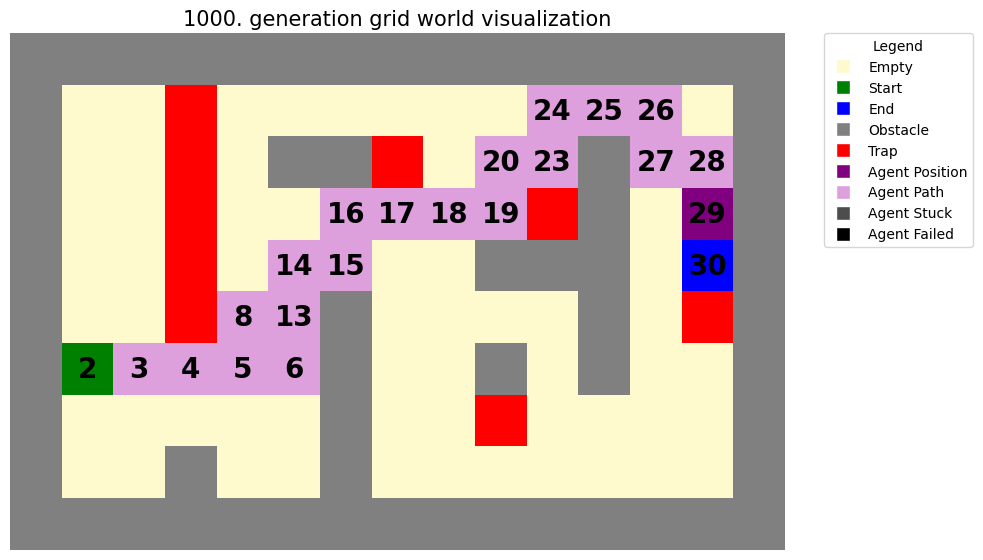 1000. generation grid world visualization
Legend
Empty
Start
End
Obstacle
Trap
Agent Position
Agent Path
Agent Stuck
Agent Failed
24 25 26
20 23 27 28
16 17 18 19 29
14 15 30
8 13
2 3 4 5 6